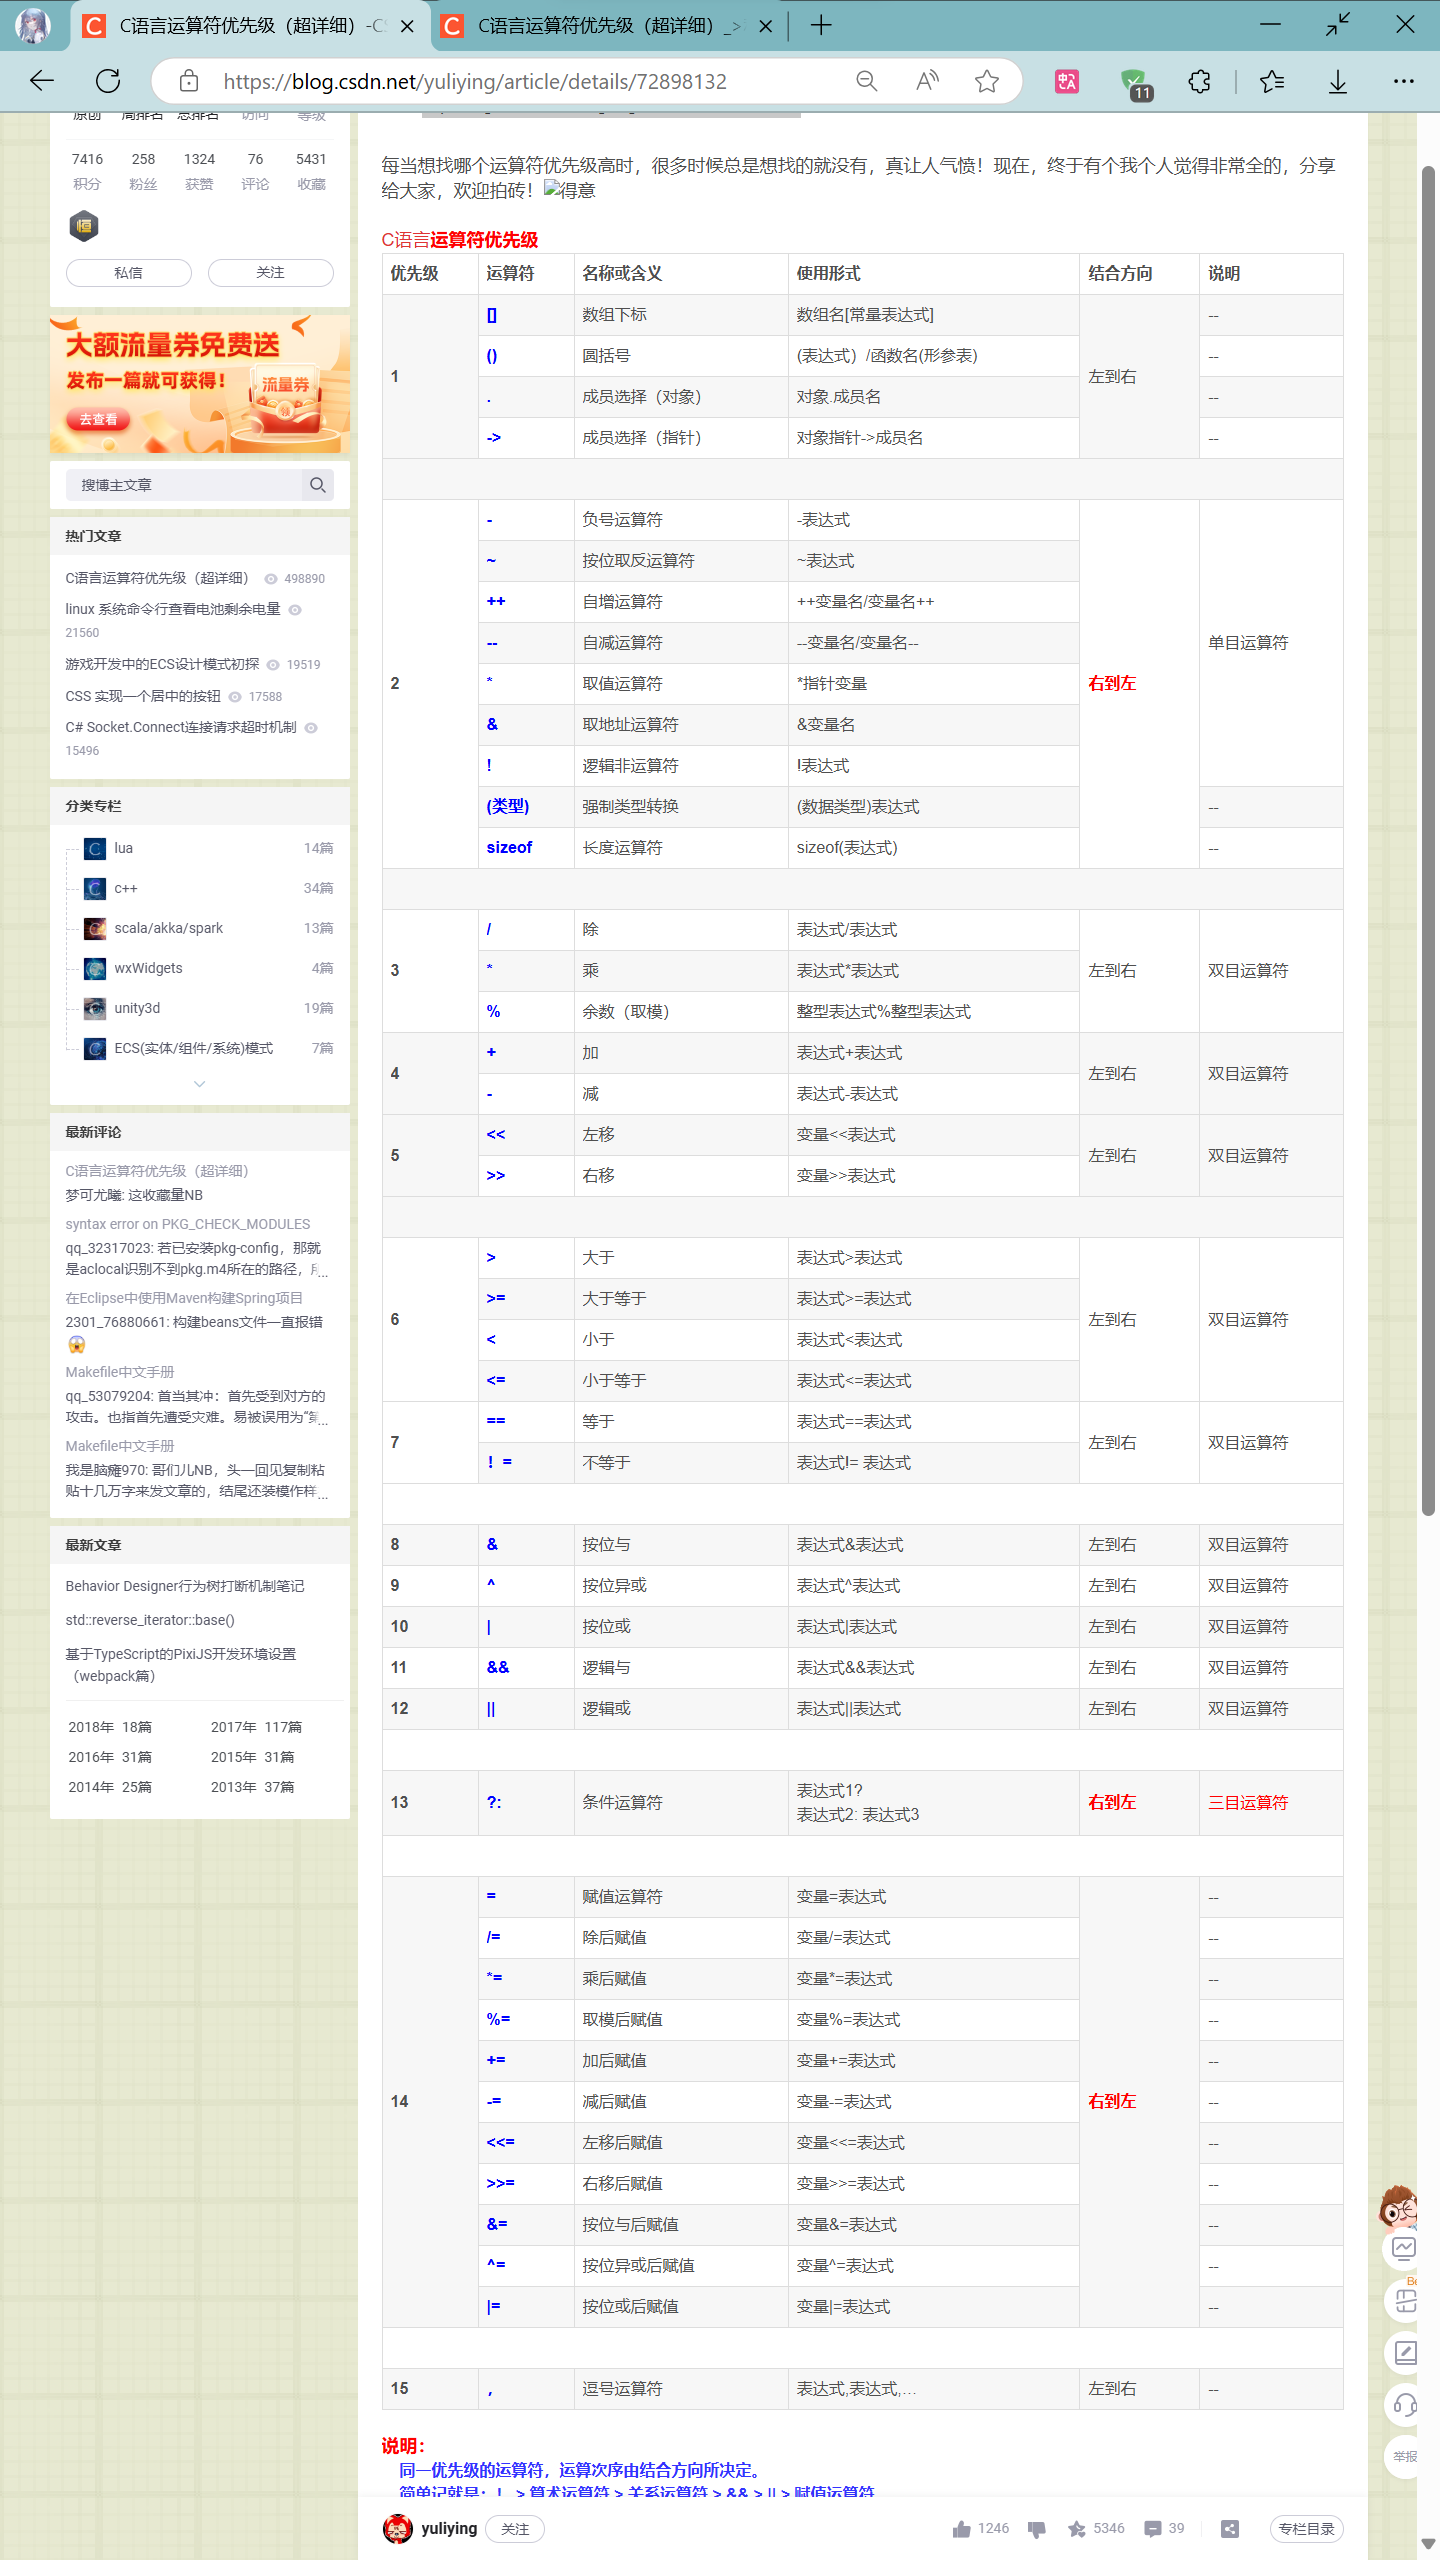 C语言运算符优先级（超详细）-CS
C语言运算符优先级（超详细）_->
https://blog.csdn.net/yuliying/article/details/72898132
11
原创 周排名 总排名 访问 等级
7416 258 1324 76 5431
积分 粉丝 获赞 评论 收藏
私信 关注
大额流量券免费送
发布一篇就可获得！
流量券
领
去查看
搜博主文章
热门文章
C语言运算符优先级（超详细） 498890
linux 系统命令行查看电池剩余电量
21560
游戏开发中的ECS设计模式初探 19519
CSS 实现一个居中的按钮 17588
C# Socket.Connect连接请求超时机制
15496
分类专栏
lua 14篇
c++ 34篇
scala/akka/spark 13篇
wxWidgets 4篇
unity3d 19篇
ECS(实体/组件/系统)模式 7篇
最新评论
C语言运算符优先级（超详细）
梦可尤曦: 这收藏量NB
syntax error on PKG_CHECK_MODULES
qq_32317023: 若已安装pkg-config，那就
是aclocal识别不到pkg.m4所在的路径，...
在Eclipse中使用Maven构建Spring项目
2301_76880661: 构建beans文件一直报错
Makefile中文手册
qq_53079204: 首当其冲：首先受到对方的
攻击。也指首先遭受灾难。易被误用为“...
Makefile中文手册
我是脑瘫970: 哥们儿NB，头一回见复制粘
贴十几万字来发文章的，结尾还装模作样...
最新文章
Behavior Designer行为树打断机制笔记
std::reverse_iterator::base()
基于TypeScript的PixiJS开发环境设置
（webpack篇）
2018年 18篇 2017年 117篇
2016年 31篇 2015年 31篇
2014年 25篇 2013年 37篇
每当想找哪个运算符优先级高时，很多时候总是想找的就没有，真让人气愤！现在，终于有个我个人觉得非常全的，分享
给大家，欢迎拍砖！得意
C语言运算符优先级
优先级 运算符 名称或含义 使用形式 结合方向 说明
1 [] 数组下标 数组名[常量表达式] 左到右 --
() 圆括号 (表达式）/函数名(形参表) --
. 成员选择（对象） 对象.成员名 --
-> 成员选择（指针） 对象指针->成员名 --
2 - 负号运算符 -表达式 右到左 单目运算符
~ 按位取反运算符 ~表达式
++ 自增运算符 ++变量名/变量名++
-- 自减运算符 --变量名/变量名--
* 取值运算符 *指针变量
& 取地址运算符 &变量名
! 逻辑非运算符 !表达式
(类型) 强制类型转换 (数据类型)表达式 --
sizeof 长度运算符 sizeof(表达式) --
3 / 除 表达式/表达式 左到右 双目运算符
* 乘 表达式*表达式
% 余数（取模） 整型表达式%整型表达式
4 + 加 表达式+表达式 左到右 双目运算符
- 减 表达式-表达式
5 << 左移 变量<<表达式 左到右 双目运算符
>> 右移 变量>>表达式
6 > 大于 表达式>表达式 左到右 双目运算符
>= 大于等于 表达式>=表达式
< 小于 表达式<表达式
<= 小于等于 表达式<=表达式
7 == 等于 表达式==表达式 左到右 双目运算符
！= 不等于 表达式!= 表达式
8 & 按位与 表达式&表达式 左到右 双目运算符
9 ^ 按位异或 表达式^表达式 左到右 双目运算符
10 | 按位或 表达式|表达式 左到右 双目运算符
11 && 逻辑与 表达式&&表达式 左到右 双目运算符
12 || 逻辑或 表达式||表达式 左到右 双目运算符
13 ?: 条件运算符 表达式1? 右到左 三目运算符
表达式2: 表达式3
14 = 赋值运算符 变量=表达式 右到左 --
/= 除后赋值 变量/=表达式 --
*= 乘后赋值 变量*=表达式 --
%= 取模后赋值 变量%=表达式 --
+= 加后赋值 变量+=表达式 --
-= 减后赋值 变量-=表达式 --
<<= 左移后赋值 变量<<=表达式 --
>>= 右移后赋值 变量>>=表达式 --
&= 按位与后赋值 变量&=表达式 --
^= 按位异或后赋值 变量^=表达式 --
|= 按位或后赋值 变量|=表达式 --
15 , 逗号运算符 表达式,表达式,… 左到右 --
说明：
同一优先级的运算符，运算次序由结合方向所决定。
简单记就是：！ > 算术运算符 > 关系运算符 > && > || > 赋值运算符
Be
举报
yuliying 关注 1246 5346 39 专栏目录